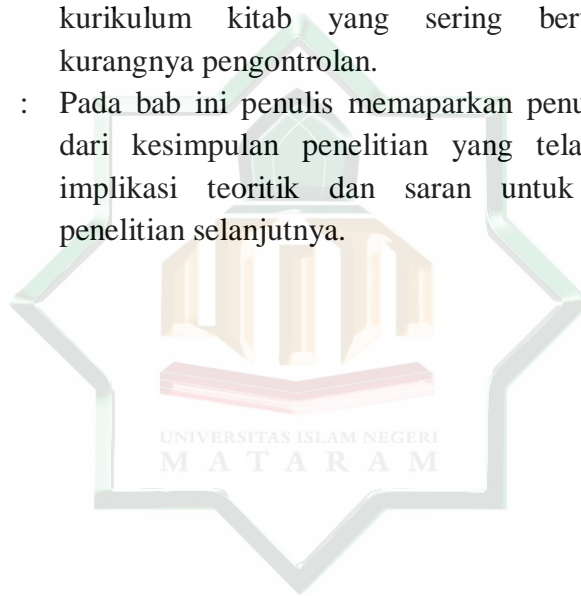 kurikulum kitab yang sering ber
kurangnya pengontrolan.
: Pada bab ini penulis memaparkan penu
dari kesimpulan penelitian yang tela
implikasi teoritik dan saran untuk
penelitian selanjutnya.
UNIVERSITAS ISLAM NEGERI
MATARAM